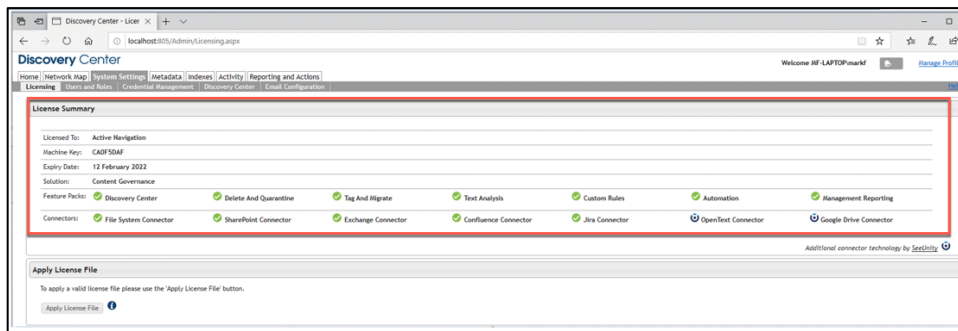 Discovery Center - Licer
localhost:805/Admin/Licensing.aspx
Discovery Center
Welcome MF-LAPTOP\markf
Manage Profil
Home Network Map System Settings Metadata Indexes Activity Reporting and Actions
Licensing Users and Roles Credential Management Discovery Center Email Configuration
License Summary
Licensed To: Active Navigation
Machine Key: CA0F5DAF
Expiry Date: 12 February 2022
Solution: Content Governance
Feature Packs: Discovery Center Delete And Quarantine Tag And Migrate Text Analysis Custom Rules Automation Management Reporting
Connectors: File System Connector SharePoint Connector Exchange Connector Confluence Connector Jira Connector OpenText Connector Google Drive Connector
Additional connector technology by SeeUnity
Apply License File
To apply a valid license file please use the 'Apply License File' button.
Apply License File